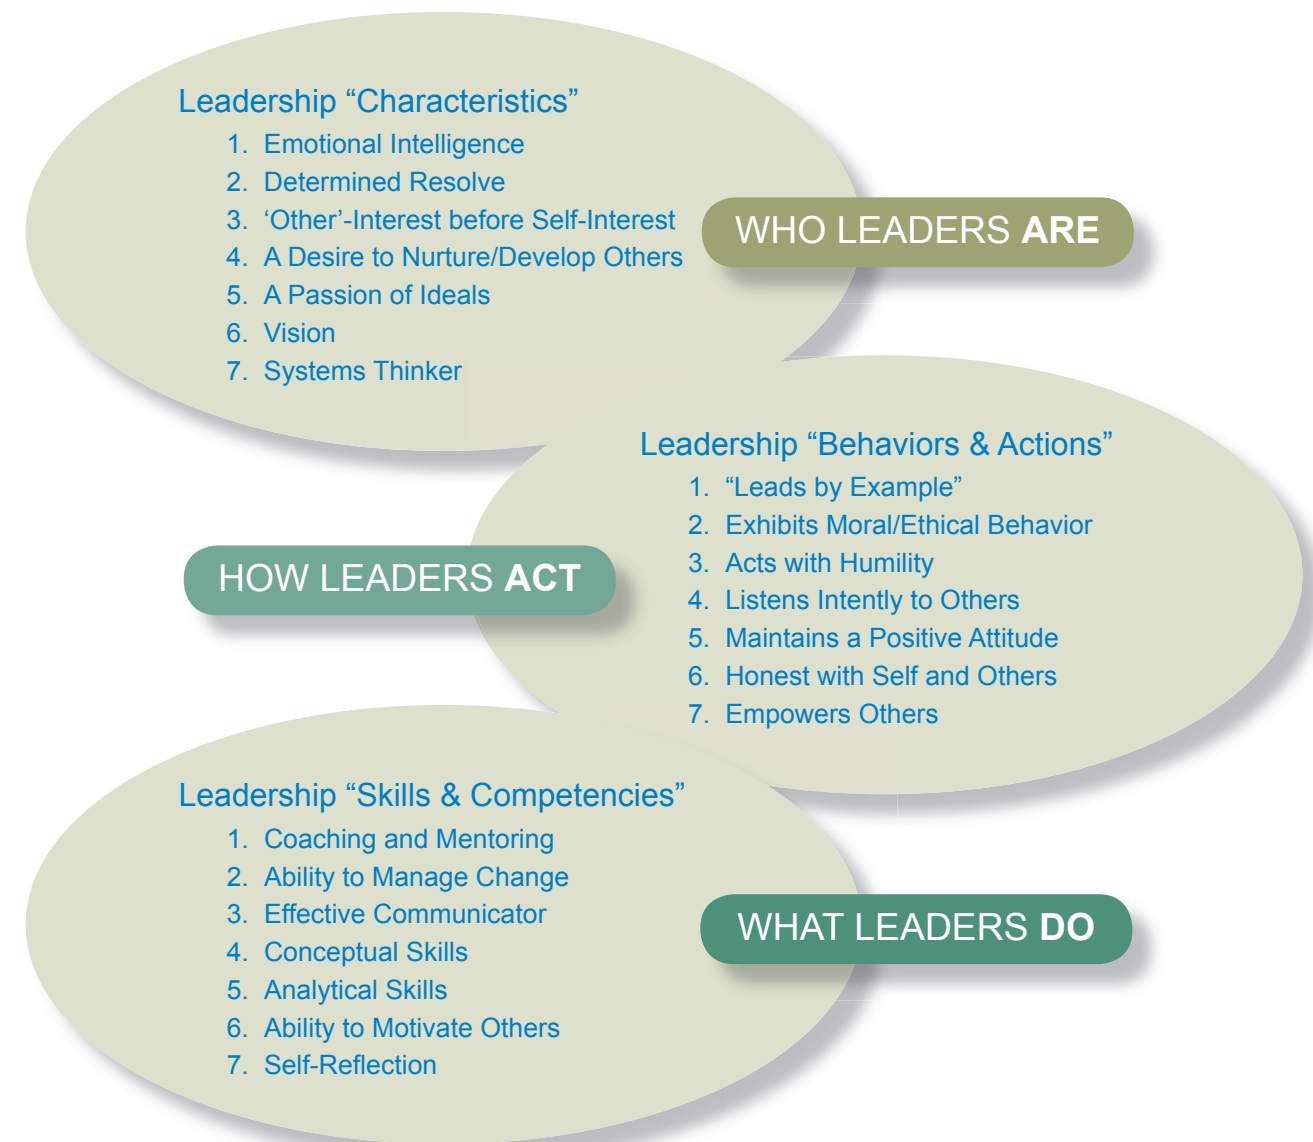 Leadership “Characteristics”
1. Emotional Intelligence
2. Determined Resolve
3. ‘Other’-Interest before Self-Interest
4. A Desire to Nurture/Develop Others
5. A Passion of Ideals
6. Vision
7. Systems Thinker
WHO LEADERS ARE
Leadership “Behaviors & Actions”
1. “Leads by Example”
2. Exhibits Moral/Ethical Behavior
3. Acts with Humility
4. Listens Intently to Others
5. Maintains a Positive Attitude
6. Honest with Self and Others
7. Empowers Others
HOW LEADERS ACT
Leadership “Skills & Competencies”
1. Coaching and Mentoring
2. Ability to Manage Change
3. Effective Communicator
4. Conceptual Skills
5. Analytical Skills
6. Ability to Motivate Others
7. Self-Reflection
WHAT LEADERS DO